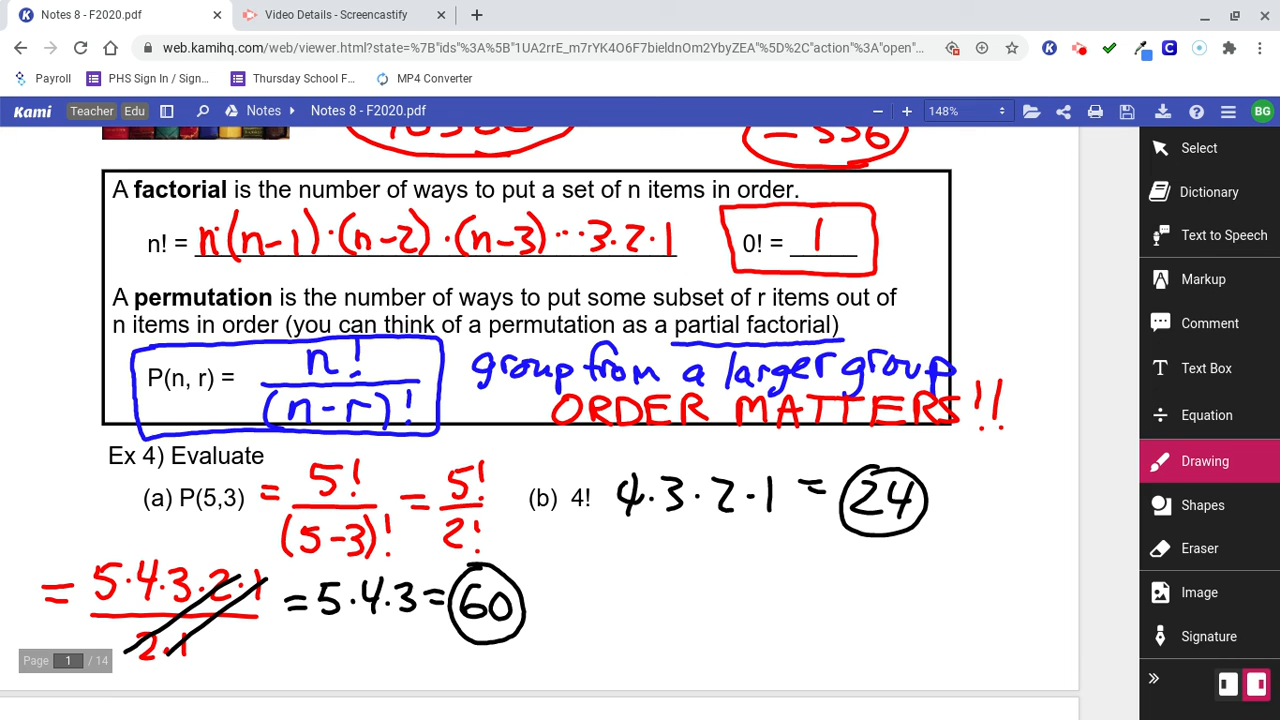 Notes 8 - F2020.pdf
Video Details - Screencastify
web.kamihq.com/web/viewer.html?state=%7B"ids"%3A%5B"1UA2rrE_m7rYK4O6F7bieldnOm2YbyZEA"%5D%2C"action"%3A"open"...
Payroll
PHS Sign In / Sign...
Thursday School F...
MP4 Converter
Kami
Teacher
Edu
Notes
Notes 8 - F2020.pdf
148%
BG
- 336
A factorial is the number of ways to put a set of n items in order.
n! = n·(n-1)·(n-2)·(n-3)···3·2·1 0! = 1
A permutation is the number of ways to put some subset of r items out of
n items in order (you can think of a permutation as a partial factorial)
P(n, r) = n! / (n-r)! group from a larger group
ORDER MATTERS!!
Ex 4) Evaluate
(a) P(5,3) = 5! / (5-3)! = 5! / 2! (b) 4! 4·3·2·1 = 24
= 5·4·3·2·1 / 2·1 = 5·4·3 = 60
Page 1 / 14
Select
Dictionary
Text to Speech
Markup
Comment
Text Box
Equation
Drawing
Shapes
Eraser
Image
Signature